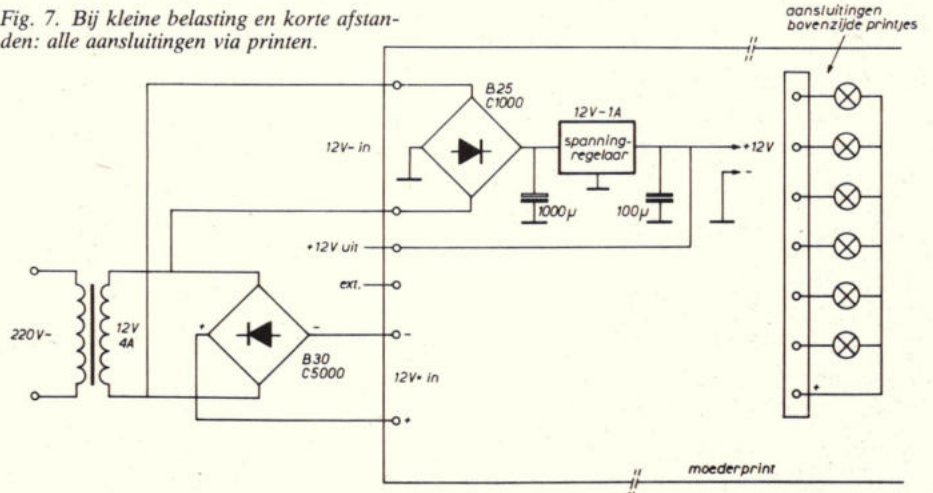 Fig. 7. Bij kleine belasting en korte afstan-
den: alle aansluitingen via printen.
aansluitingen
bovenzijde printjes
B25
C1000
12V-1A
12V~ in
spanning-
regelaar
+12V
-
1000μ
100μ
+12V uit
ext.
220V~
12V
4A
+
-
-
B30
C5000
12V= in
+
+
moederprint